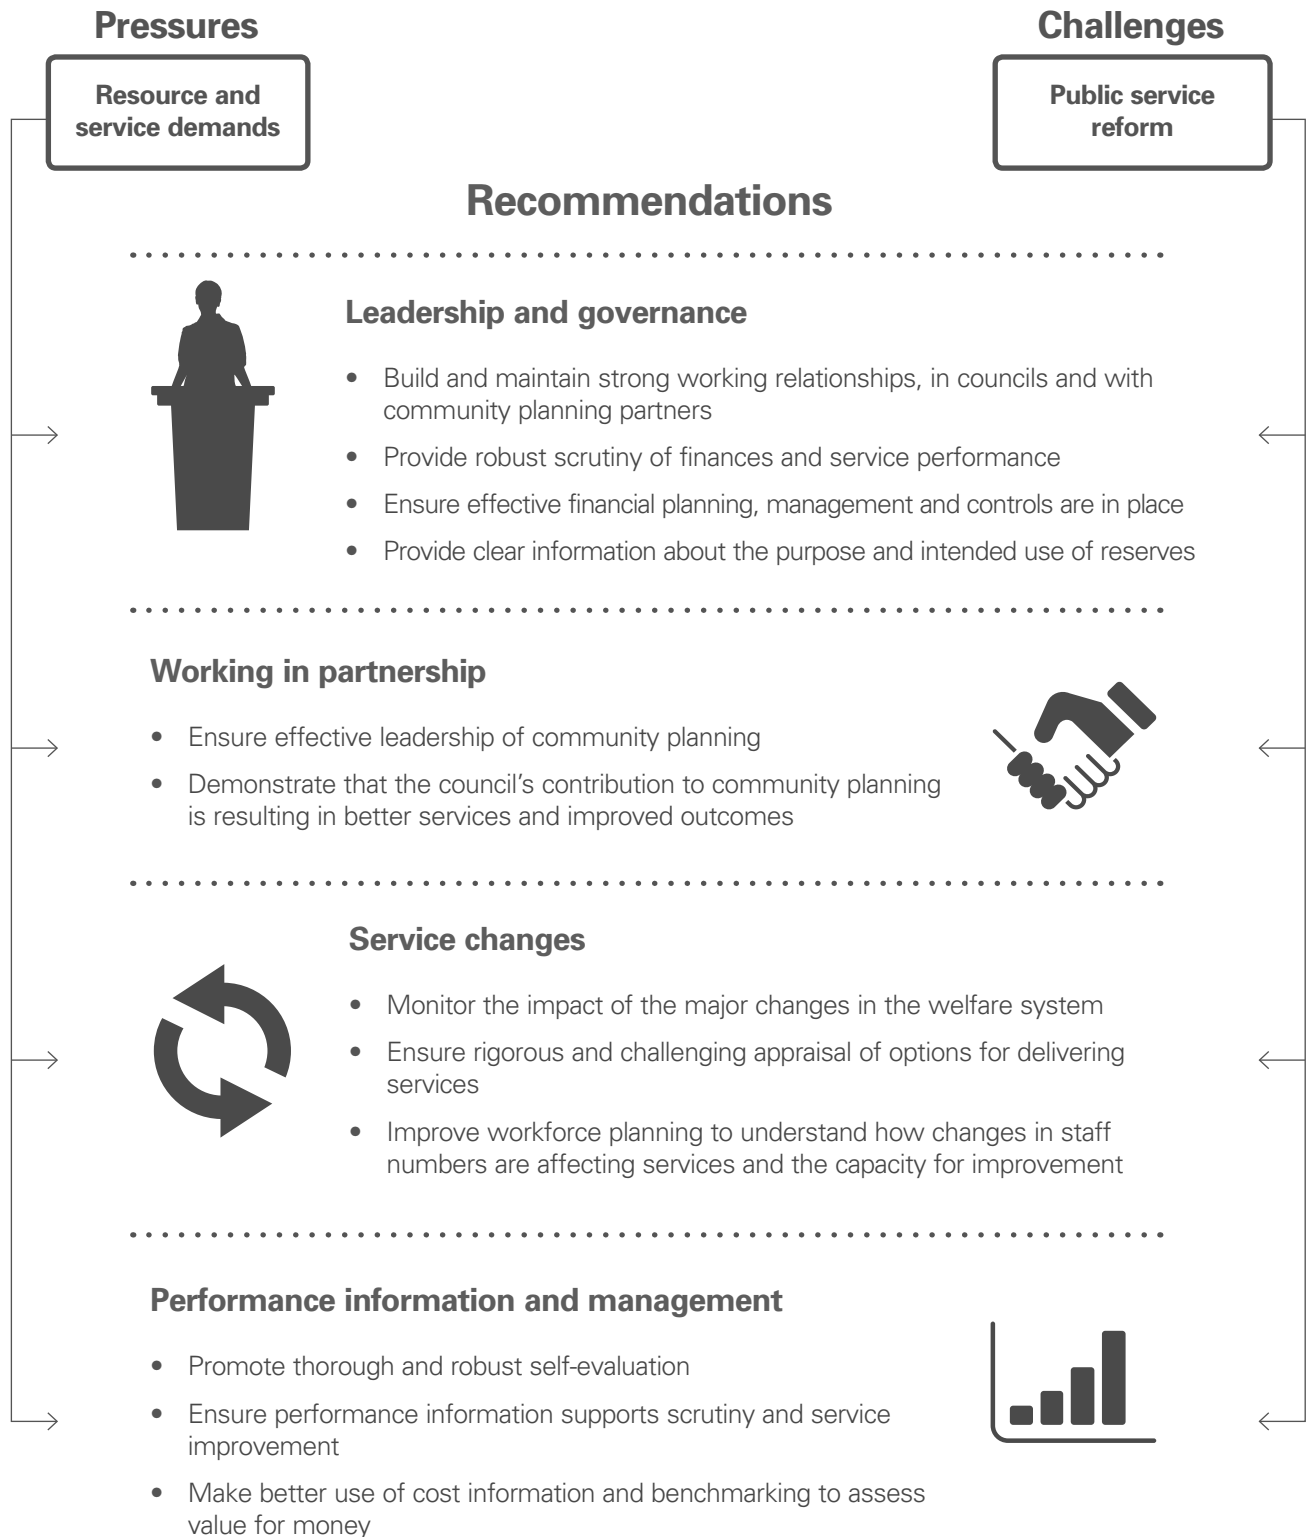 Pressures
Challenges
Resource and
service demands
Public service
reform
Recommendations
Leadership and governance
• Build and maintain strong working relationships, in councils and with
community planning partners
• Provide robust scrutiny of finances and service performance
• Ensure effective financial planning, management and controls are in place
• Provide clear information about the purpose and intended use of reserves
Working in partnership
• Ensure effective leadership of community planning
• Demonstrate that the council’s contribution to community planning
is resulting in better services and improved outcomes
Service changes
• Monitor the impact of the major changes in the welfare system
• Ensure rigorous and challenging appraisal of options for delivering
services
• Improve workforce planning to understand how changes in staff
numbers are affecting services and the capacity for improvement
Performance information and management
• Promote thorough and robust self-evaluation
• Ensure performance information supports scrutiny and service
improvement
• Make better use of cost information and benchmarking to assess
value for money